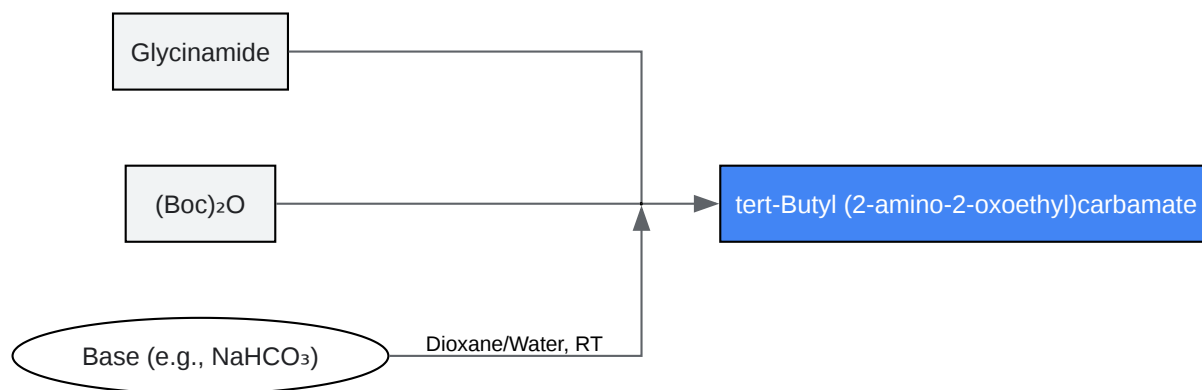 Glycinamide
(Boc)₂O
tert-Butyl (2-amino-2-oxoethyl)carbamate
Dioxane/Water, RT
Base (e.g., NaHCO₃)